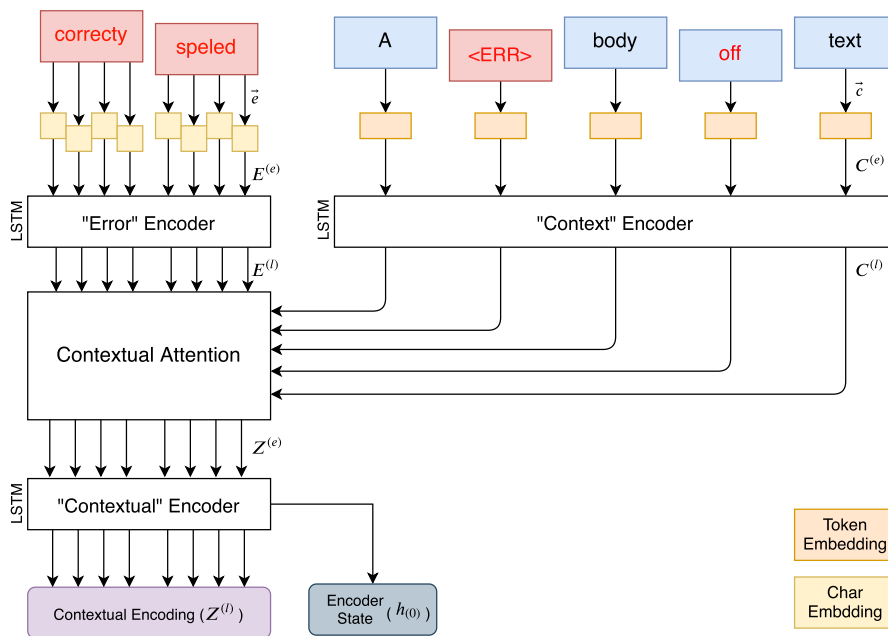 correcty
speled
A
<ERR>
body
off
text
e⃗
c⃗
E^(e)
C^(e)
LSTM
"Error" Encoder
LSTM
"Context" Encoder
E^(l)
C^(l)
Contextual Attention
Z^(e)
LSTM
"Contextual" Encoder
Token
Embedding
Contextual Encoding (Z^(l) )
Encoder
State ( h_(0) )
Char
Embdding